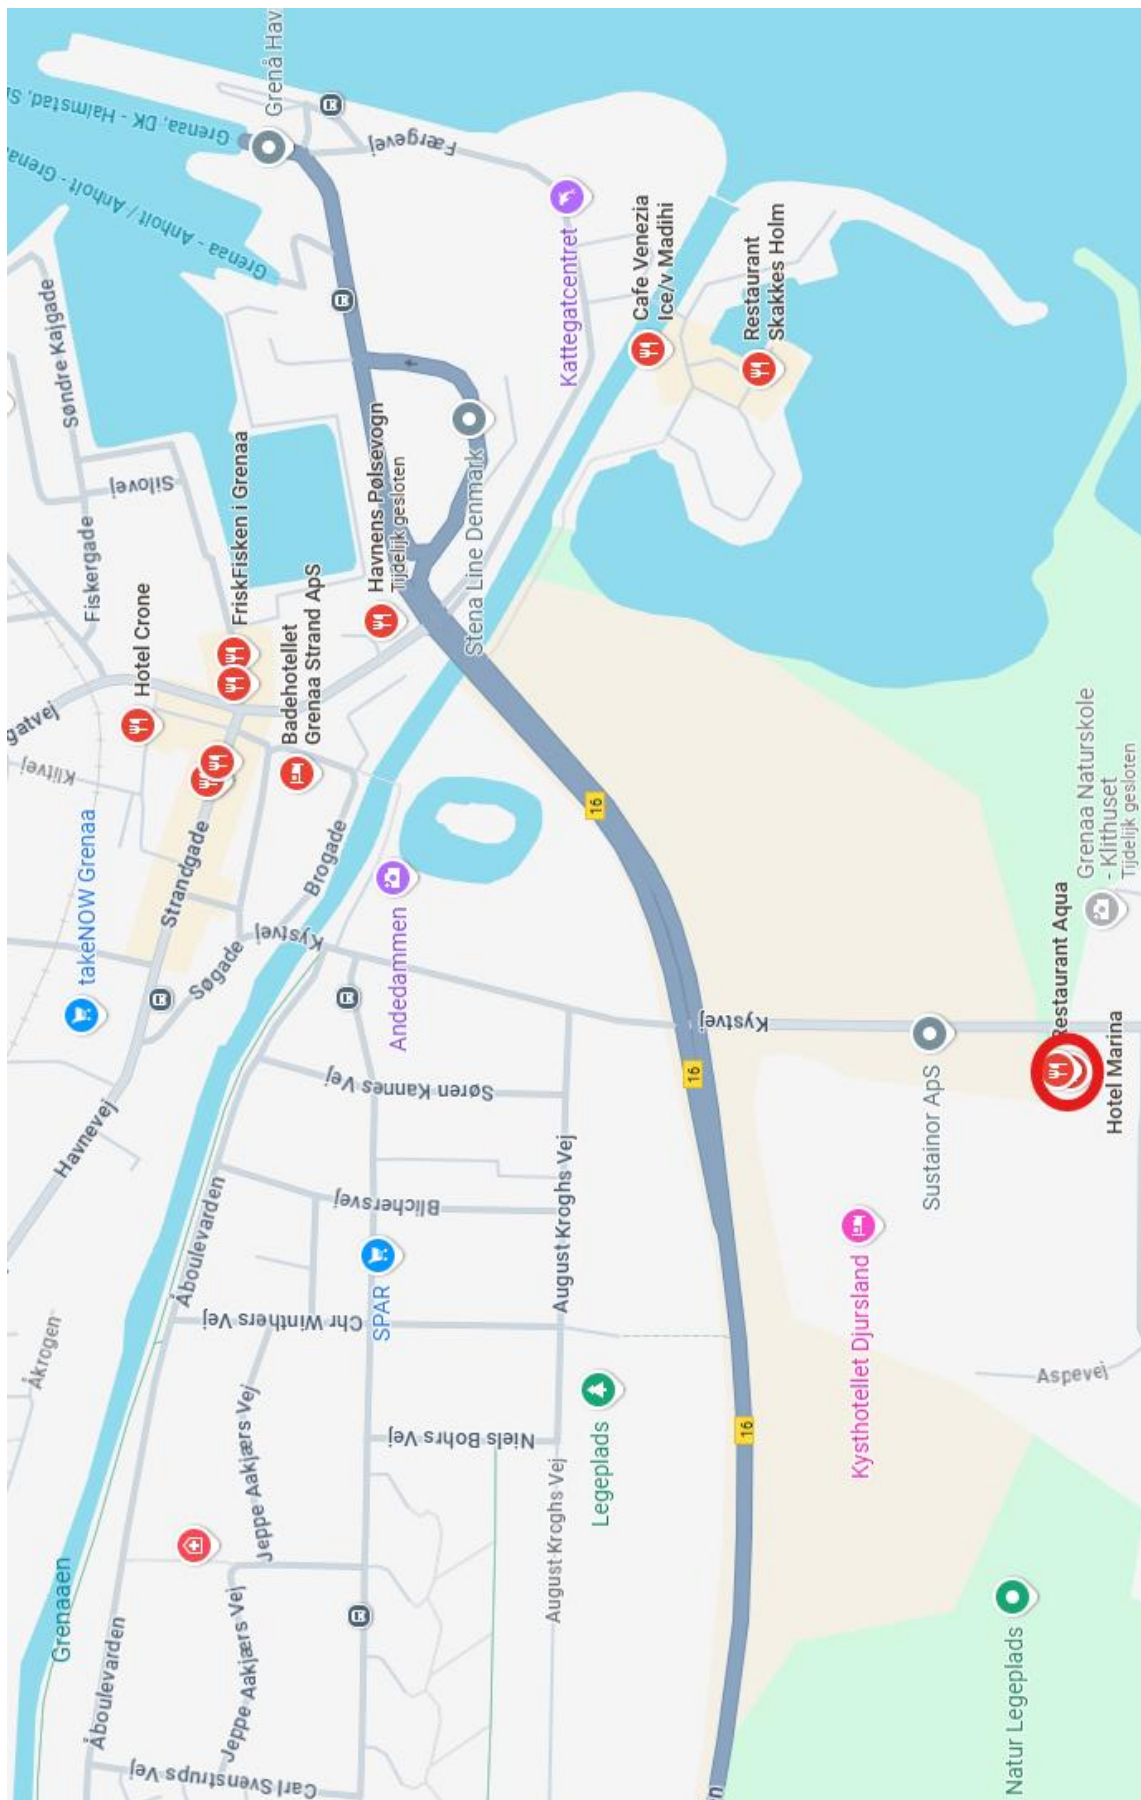 Grenaa, DK - Halmstad, S
Grenaa - Anholt / Anholt - Grena
Grenå Hav
Færgevej
Kattegatcentret
Cafe Venezia
Ice/v Madihi
Restaurant
Skakkes Holm
Søndre Kajgade
Silovej
Fiskergade
FriskFisken i Grenaa
Havnens Pølsevogn
Tijdelijk gesloten
Stena Line Denmark
Hotel Crone
Badehotellet
Grenaa Strand ApS
gatvej
Klitvej
takeNOW Grenaa
Strandgade
Brogade
Søgade
Kystvej
Andedammen
16
Grenaa Naturskole
- Klithuset
Tijdelijk gesloten
Restaurant Aqua
Hotel Marina
Kystvej
Sustainor ApS
16
Havnevej
Søren Kannes Vej
Blichersvej
August Kroghs Vej
Åboulevarden
SPAR
Chr Winthers Vej
Åkrogen
Jeppe Aakjærs Vej
Niels Bohrs Vej
Legeplads
August Kroghs Vej
Kysthotellet Djursland
Aspevej
16
Grenaaen
Åboulevarden
Jeppe Aakjærs Vej
Carl Svenstrups Vej
Natur Legeplads